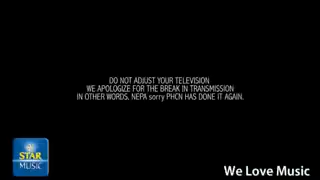 DO NOT ADJUST YOUR TELEVISION
WE APOLOGIZE FOR THE BREAK IN TRANSMISSION
IN OTHER WORDS, NEPA sorry PHCN HAS DONE IT AGAIN.
STAR
MUSIC
We Love Music